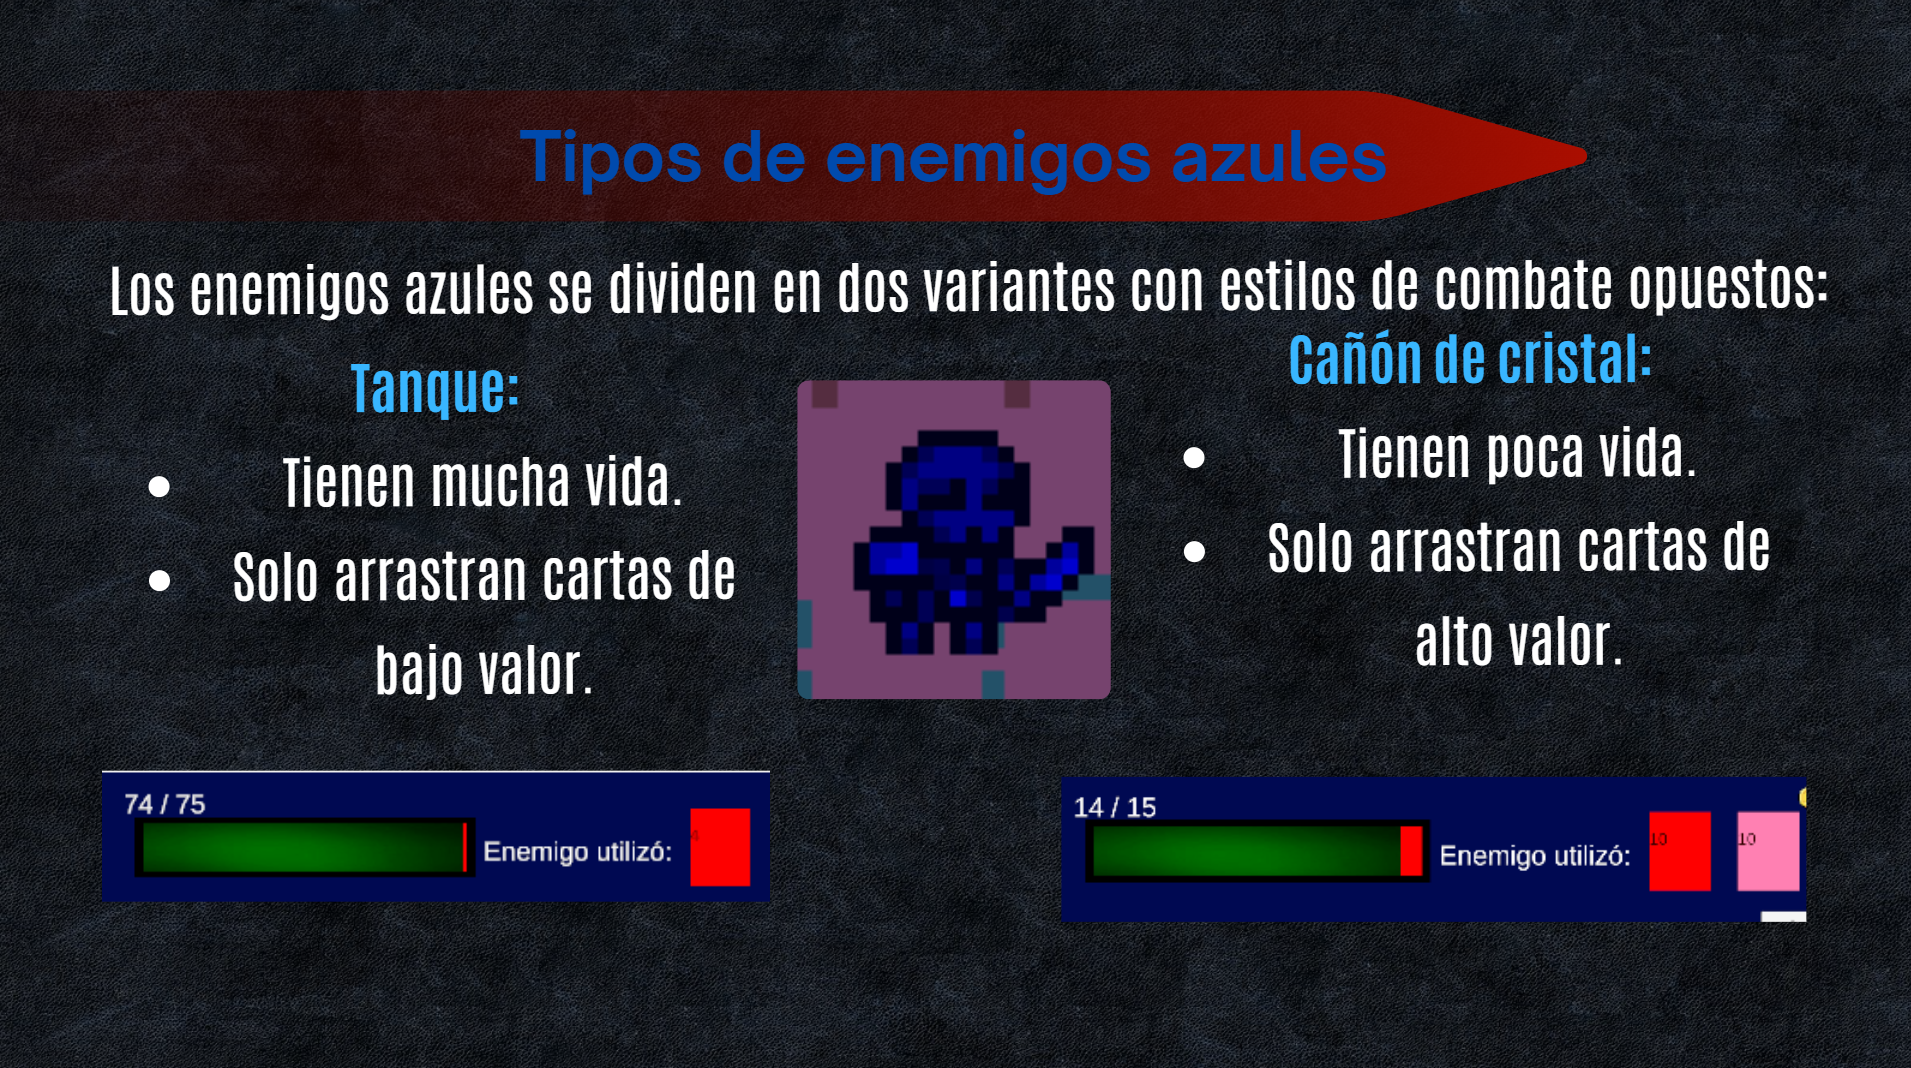 Tipos de enemigos azules
Los enemigos azules se dividen en dos variantes con estilos de combate opuestos:
Tanque:
• Tienen mucha vida.
• Solo arrastran cartas de
bajo valor.
Cañón de cristal:
• Tienen poca vida.
• Solo arrastran cartas de
alto valor.
74 / 75
Enemigo utilizó:
14 / 15
Enemigo utilizó:
10
10